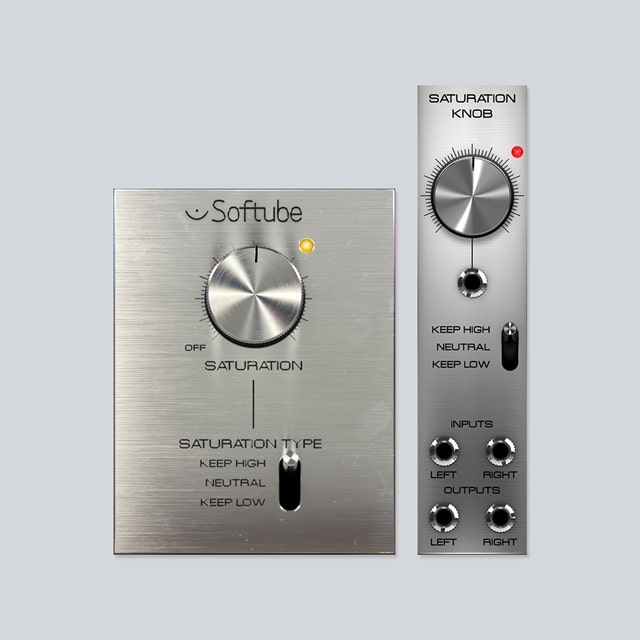 Softube
OFF
SATURATION
SATURATION TYPE
KEEP HIGH
NEUTRAL
KEEP LOW
SATURATION
KNOB
KEEP HIGH
NEUTRAL
KEEP LOW
INPUTS
LEFT RIGHT
OUTPUTS
LEFT RIGHT